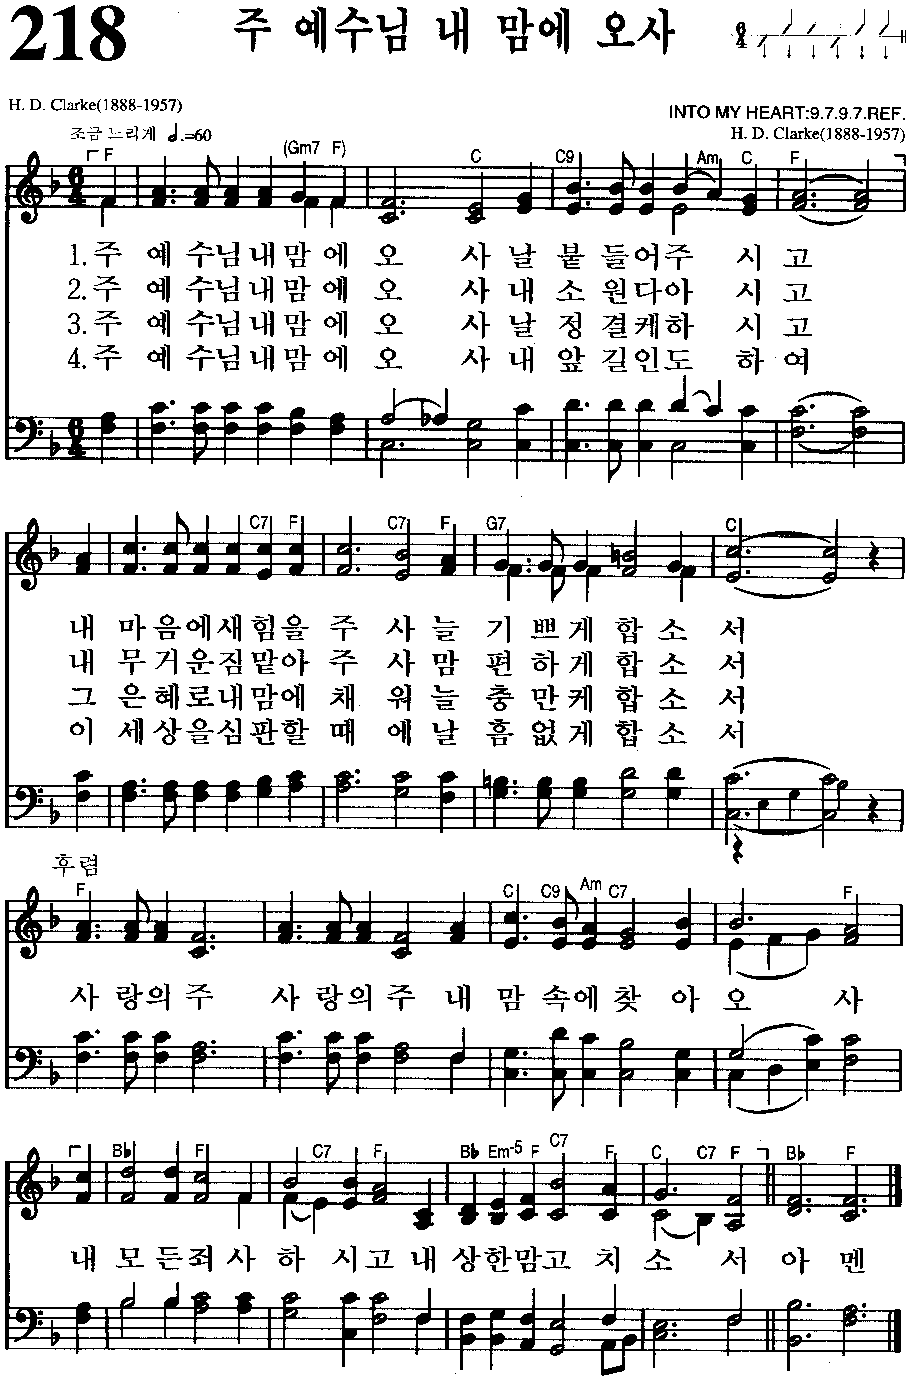 218 주 예수님 내 맘에 오사 6/4
H. D. Clarke(1888-1957)
INTO MY HEART:9.7.9.7.REF.
조금 느리게 ♩.=60 H. D. Clarke(1888-1957)
F (Gm7 F) C C9 Am C F
1.주 예 수님내맘 에 오 사 날 붙 들어주 시 고
2.주 예 수님내맘 에 오 사 내 소 원다아 시 고
3.주 예 수님내맘 에 오 사 날 정 결케하 시 고
4.주 예 수님내맘 에 오 사 내 앞 길인도 하 여
C7 F C7 F G7 C
내 마음에새힘을 주 사 늘 기 쁘 게 합 소 서
내 무거운짐맡아 주 사 맘 편 하 게 합 소 서
그 은혜로내맘에 채 워 늘 충 만 케 합 소 서
이 세상을심판할 때 에 날 흠 없 게 합 소 서
후렴
F C C9 Am C7 F
사 랑의 주 사 랑의 주 내 맘 속에 찾 아 오 사
Bb F C7 F Bb Em-5 F C7 F C C7 F Bb F
내 모 든죄 사 하 시고 내 상한맘고 치 소 서 아 멘